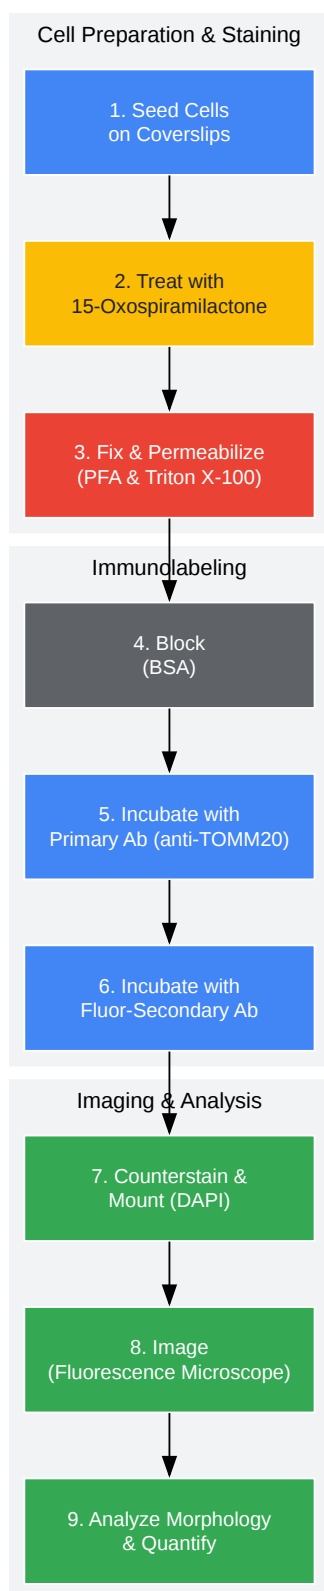 Cell Preparation & Staining
1. Seed Cells
on Coverslips
2. Treat with
15-Oxospiramilactone
3. Fix & Permeabilize
(PFA & Triton X-100)
Immunolabeling
4. Block
(BSA)
5. Incubate with
Primary Ab (anti-TOMM20)
6. Incubate with
Fluor-Secondary Ab
Imaging & Analysis
7. Counterstain &
Mount (DAPI)
8. Image
(Fluorescence Microscope)
9. Analyze Morphology
& Quantify